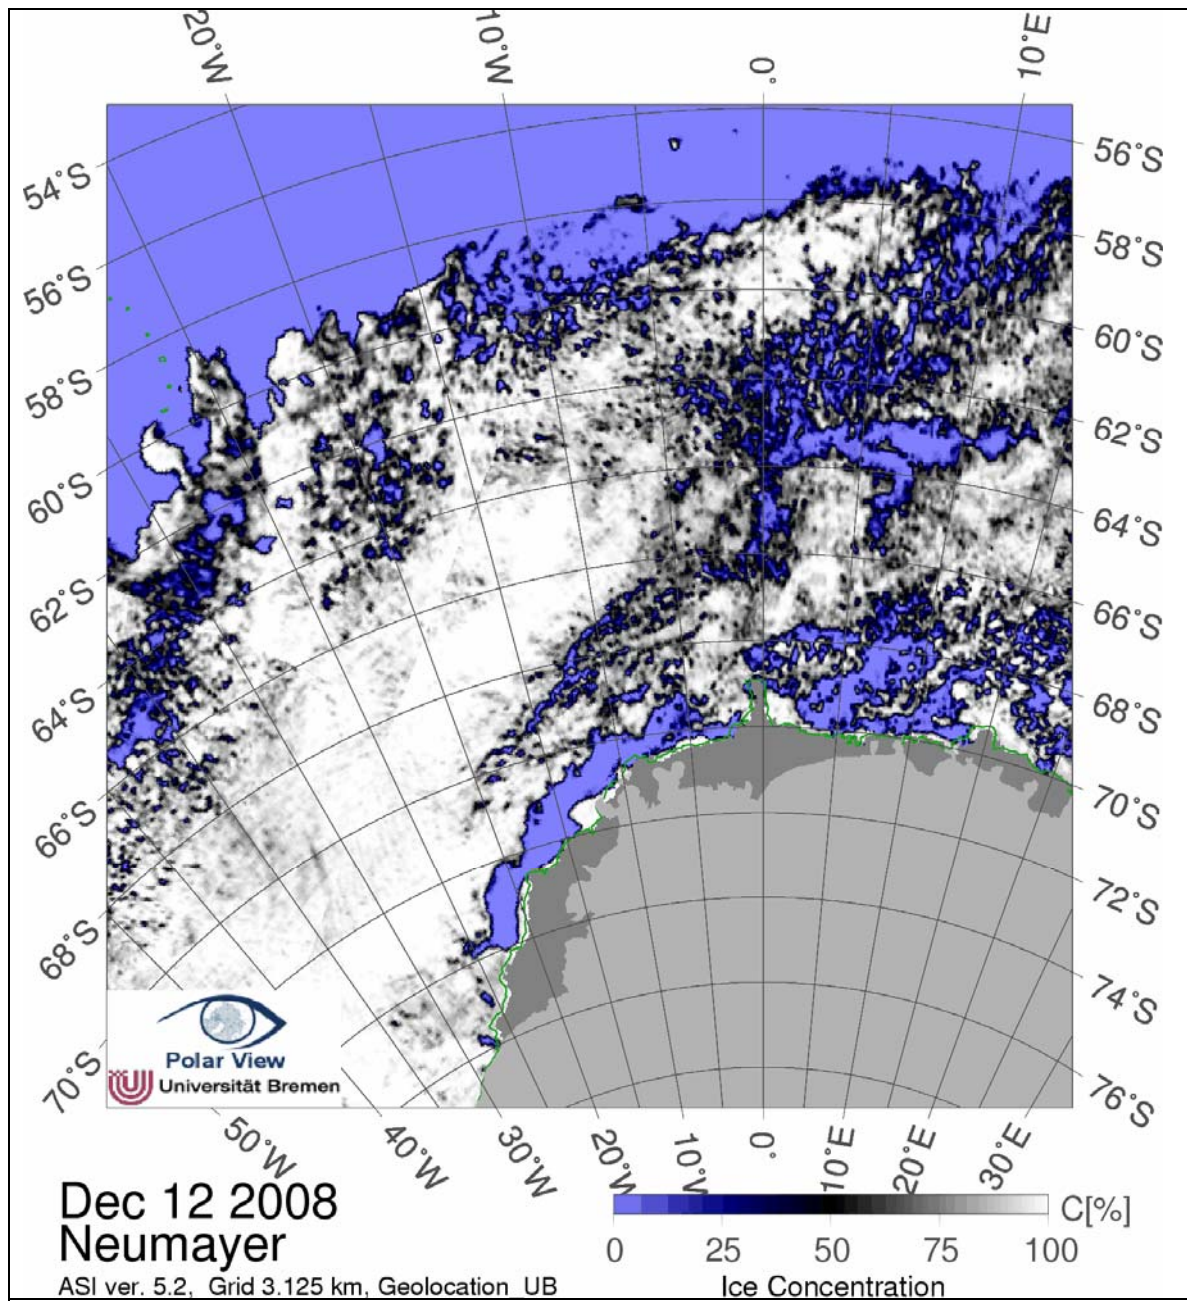 20°W 10°W 0° 10°E
54°S
56°S
58°S
60°S
62°S
64°S
66°S
68°S
70°S
56°S
58°S
60°S
62°S
64°S
66°S
68°S
70°S
72°S
74°S
76°S
Polar View
Universität Bremen
50°W 40°W 30°W 20°W 10°W 0° 10°E 20°E 30°E
Dec 12 2008
Neumayer
ASI ver. 5.2, Grid 3.125 km, Geolocation_UB
C[%]
0 25 50 75 100
Ice Concentration